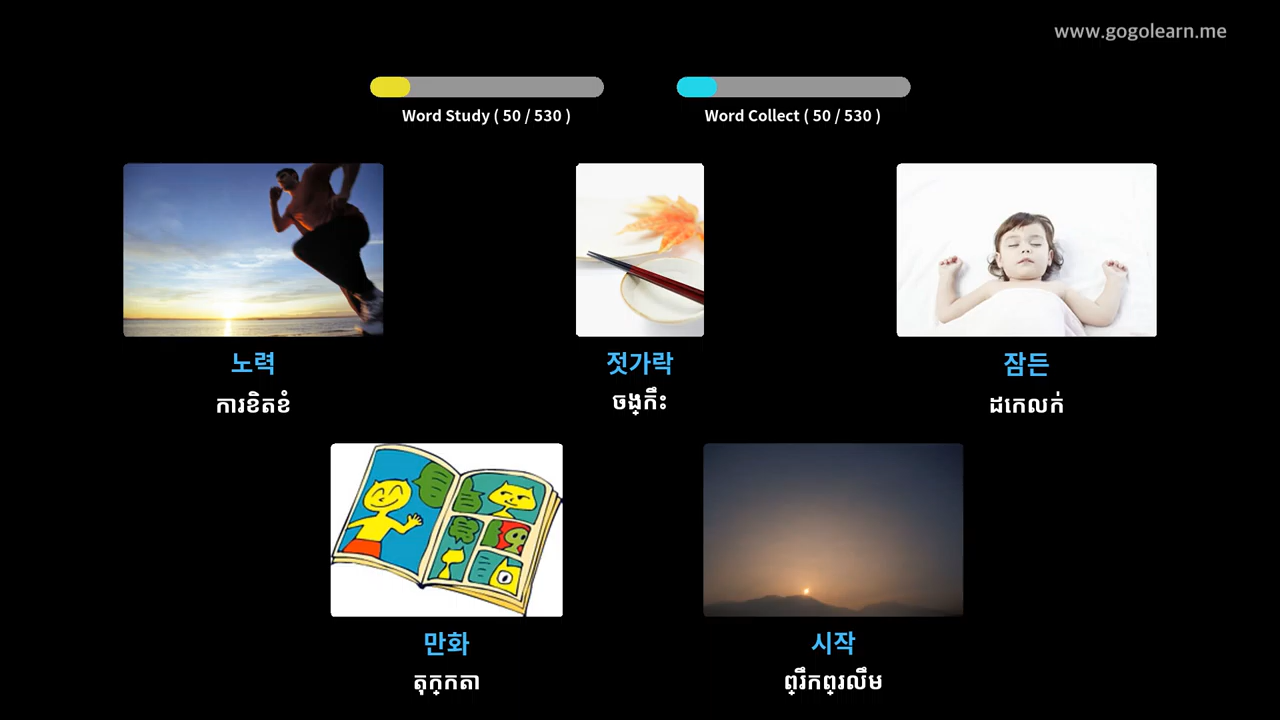 www.gogolearn.me
Word Study ( 50 / 530 )
Word Collect ( 50 / 530 )
노력
젓가락
잠든
ការខិតខំ
ចង្កឹះ
ដកេលក់
만화
시작
តុក្កតា
ព្រឹកព្រលឹម